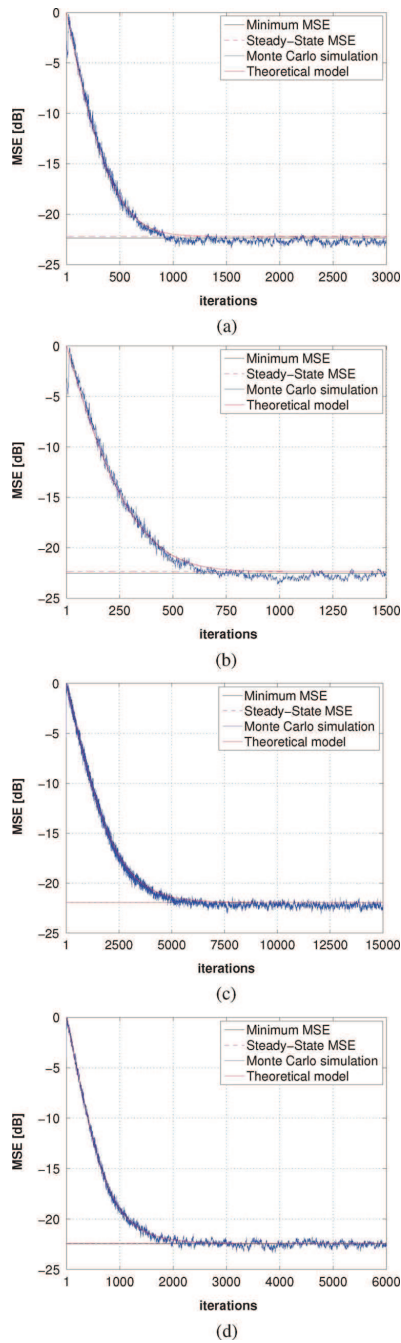 0
−5
−10
−15
−20
−25
MSE [dB]
Minimum MSE
Steady−State MSE
Monte Carlo simulation
Theoretical model
1 500 1000 1500 2000 2500 3000
iterations
(a)
0
−5
−10
−15
−20
−25
MSE [dB]
Minimum MSE
Steady−State MSE
Monte Carlo simulation
Theoretical model
1 250 500 750 1000 1250 1500
iterations
(b)
0
−5
−10
−15
−20
−25
MSE [dB]
Minimum MSE
Steady−State MSE
Monte Carlo simulation
Theoretical model
1 2500 5000 7500 10000 12500 15000
iterations
(c)
0
−5
−10
−15
−20
−25
MSE [dB]
Minimum MSE
Steady−State MSE
Monte Carlo simulation
Theoretical model
1 1000 2000 3000 4000 5000 6000
iterations
(d)